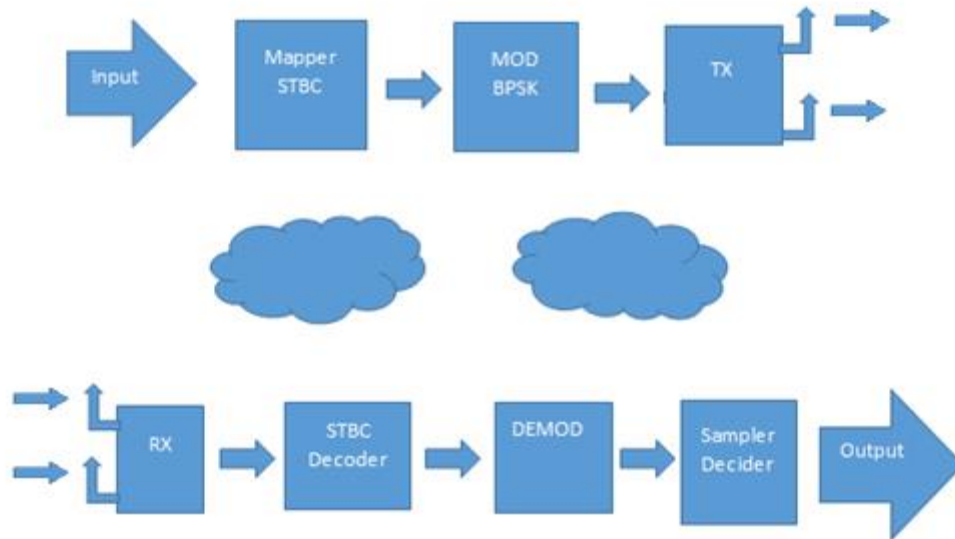 Input
Mapper
STBC
MOD
BPSK
TX
RX
STBC
Decoder
DEMOD
Sampler
Decider
Output